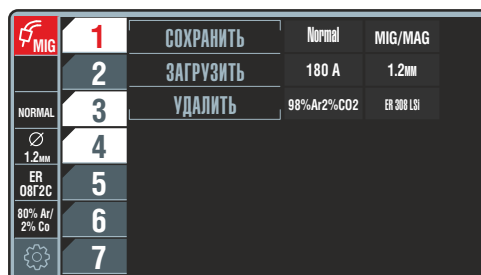 MIG
1 СОХРАНИТЬ Normal MIG/MAG
2 ЗАГРУЗИТЬ 180 A 1.2мм
NORMAL 3 УДАЛИТЬ 98%Ar2%CO2 ER 308 LSi
Ø 1.2мм 4
ER 08Г2С 5
80% Ar/ 2% Co 6
7